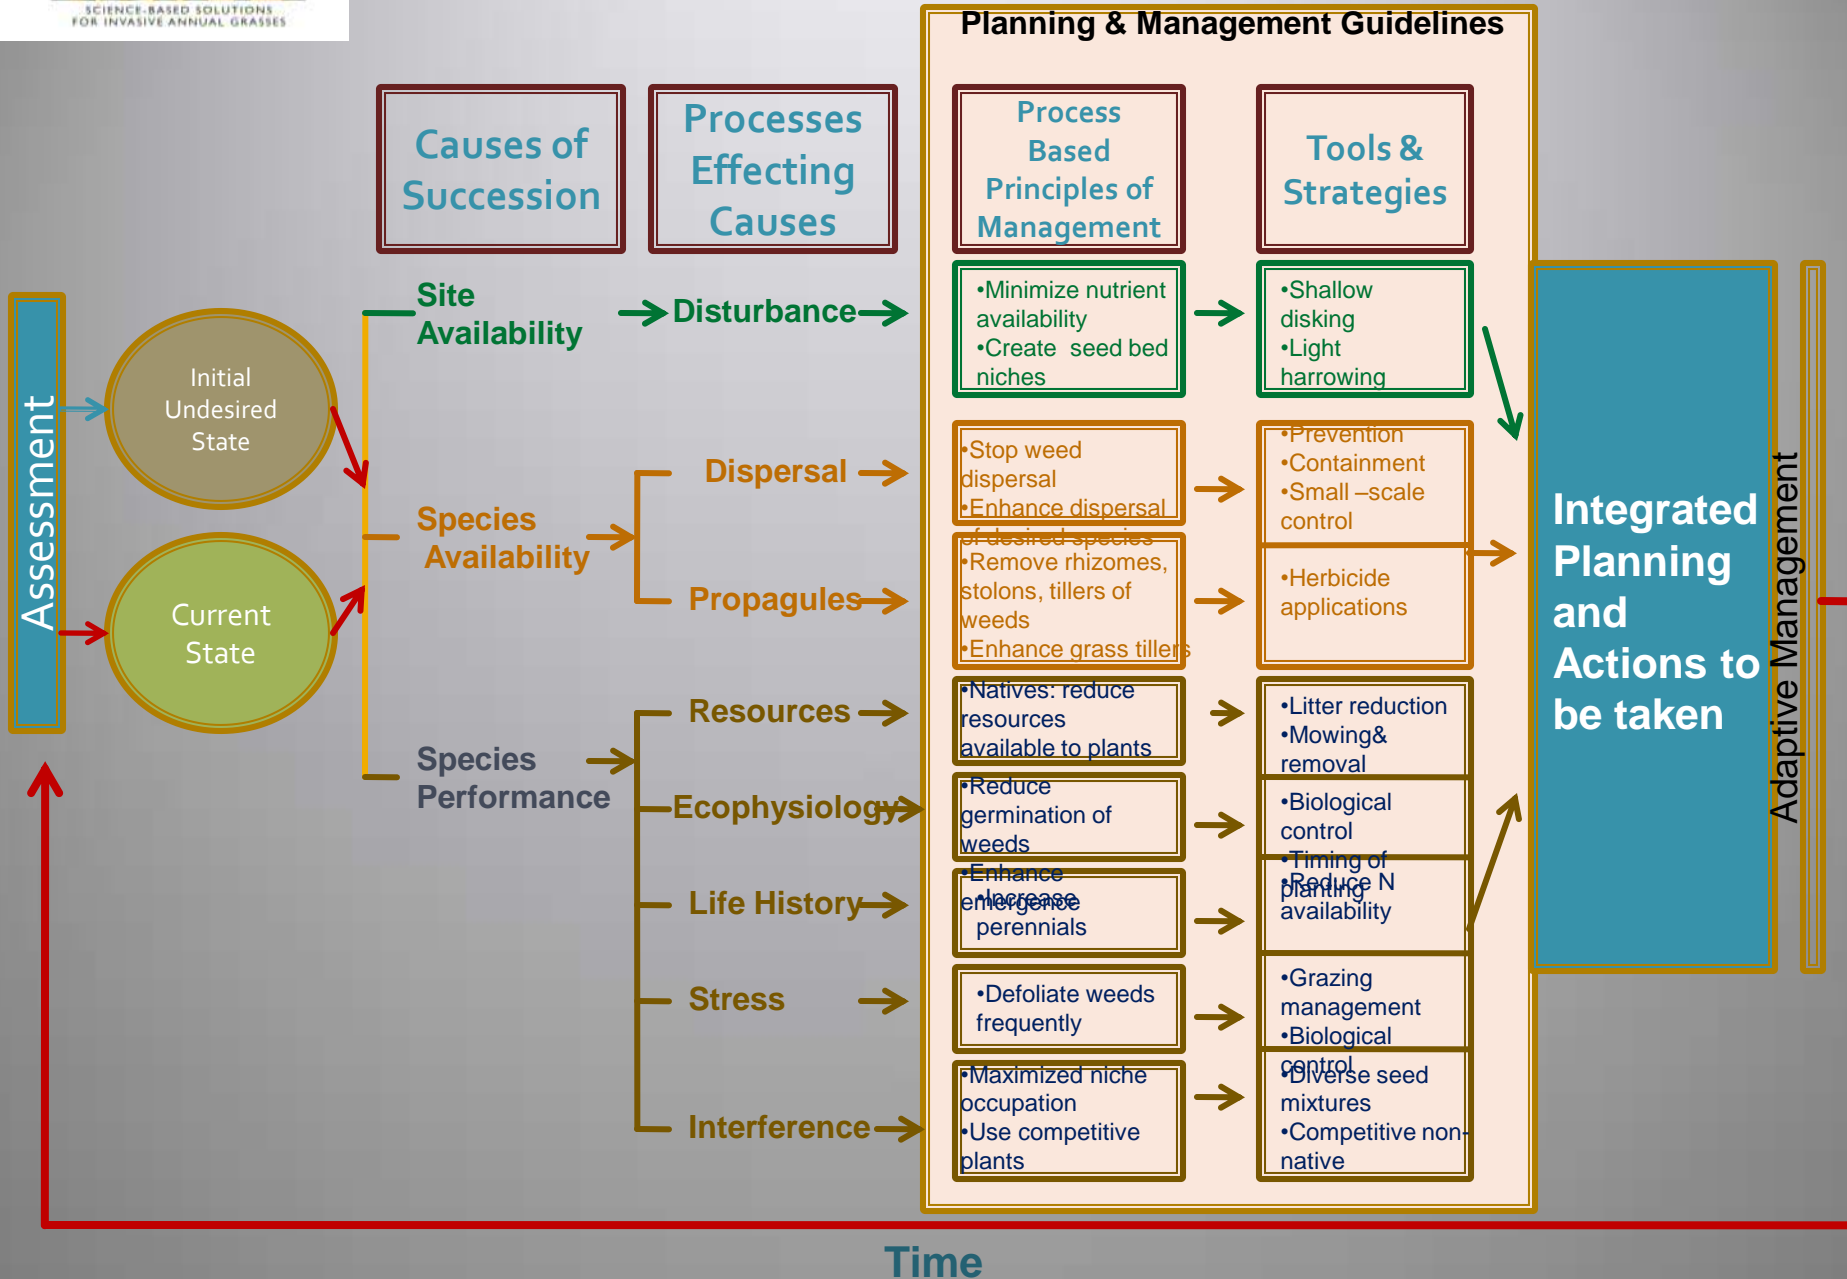 SCIENCE-BASED SOLUTIONS
FOR INVASIVE ANNUAL GRASSES
Planning & Management Guidelines
Causes of
Succession
Processes
Effecting
Causes
Process
Based
Principles of
Management
Tools &
Strategies
Assessment
Initial
Undesired
State
Current
State
Site
Availability
Disturbance
•Minimize nutrient
availability
•Create seed bed
niches
•Shallow
disking
•Light
harrowing
Species
Availability
Dispersal
•Stop weed
dispersal
•Enhance dispersal
of desired species
•Prevention
•Containment
•Small –scale
control
Propagules
•Remove rhizomes,
stolons, tillers of
weeds
•Enhance grass tillers
•Herbicide
applications
Species
Performance
Resources
•Natives: reduce
resources
available to plants
•Litter reduction
•Mowing&
removal
Ecophysiology
•Reduce
germination of
weeds
•Enhance
emergence
•Biological
control
•Timing of
planting
Life History
•Increase
perennials
•Reduce N
availability
Stress
•Defoliate weeds
frequently
•Grazing
management
•Biological
control
Interference
•Maximized niche
occupation
•Use competitive
plants
•Diverse seed
mixtures
•Competitive non-
native
Integrated
Planning
and
Actions to
be taken
Adaptive Management
Time